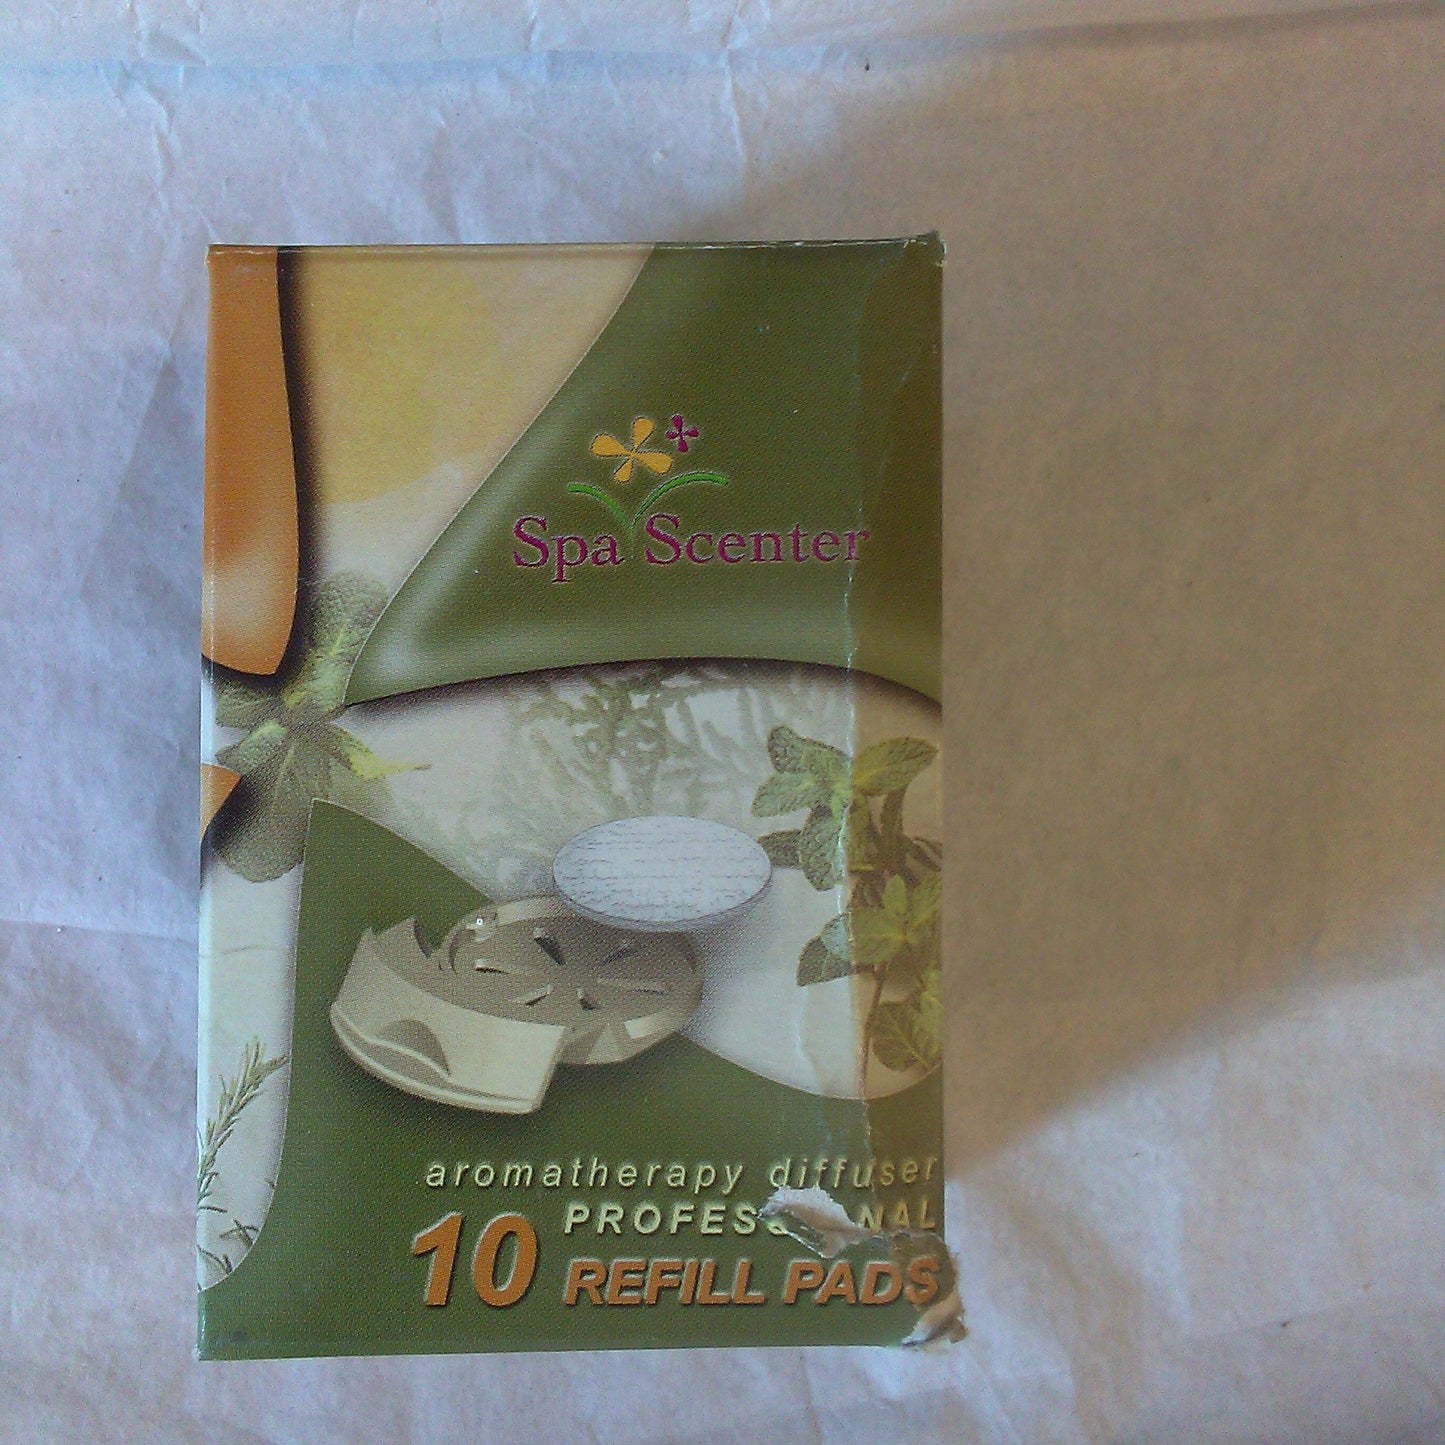 Spa Scenter
aromatherapy diffuser
10
REFILL PADS